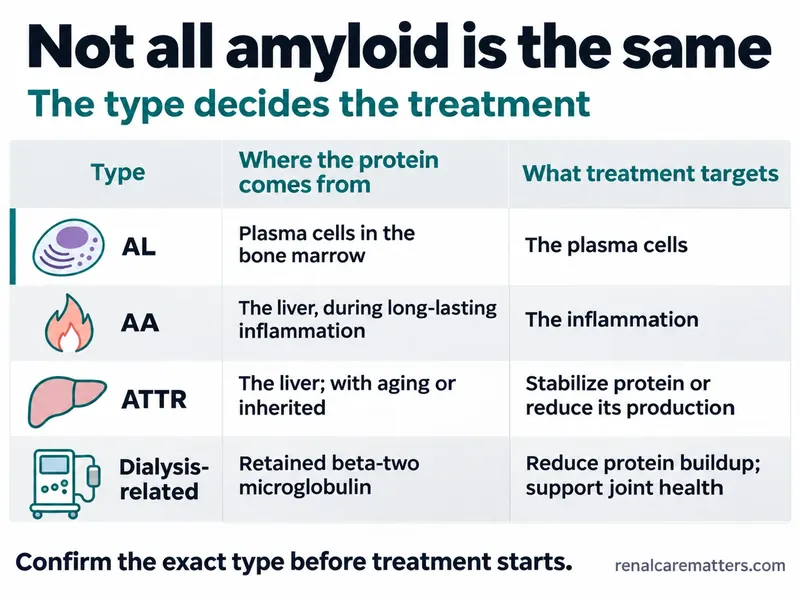 Not all amyloid is the same
The type decides the treatment
Type
Where the protein
comes from
What treatment targets
AL
Plasma cells in the
bone marrow
The plasma cells
AA
The liver, during long-lasting
inflammation
The inflammation
ATTR
The liver; with aging or
inherited
Stabilize protein or
reduce its production
Dialysis-
related
Retained beta-two
microglobulin
Reduce protein buildup;
support joint health
Confirm the exact type before treatment starts.
renalcarematters.com